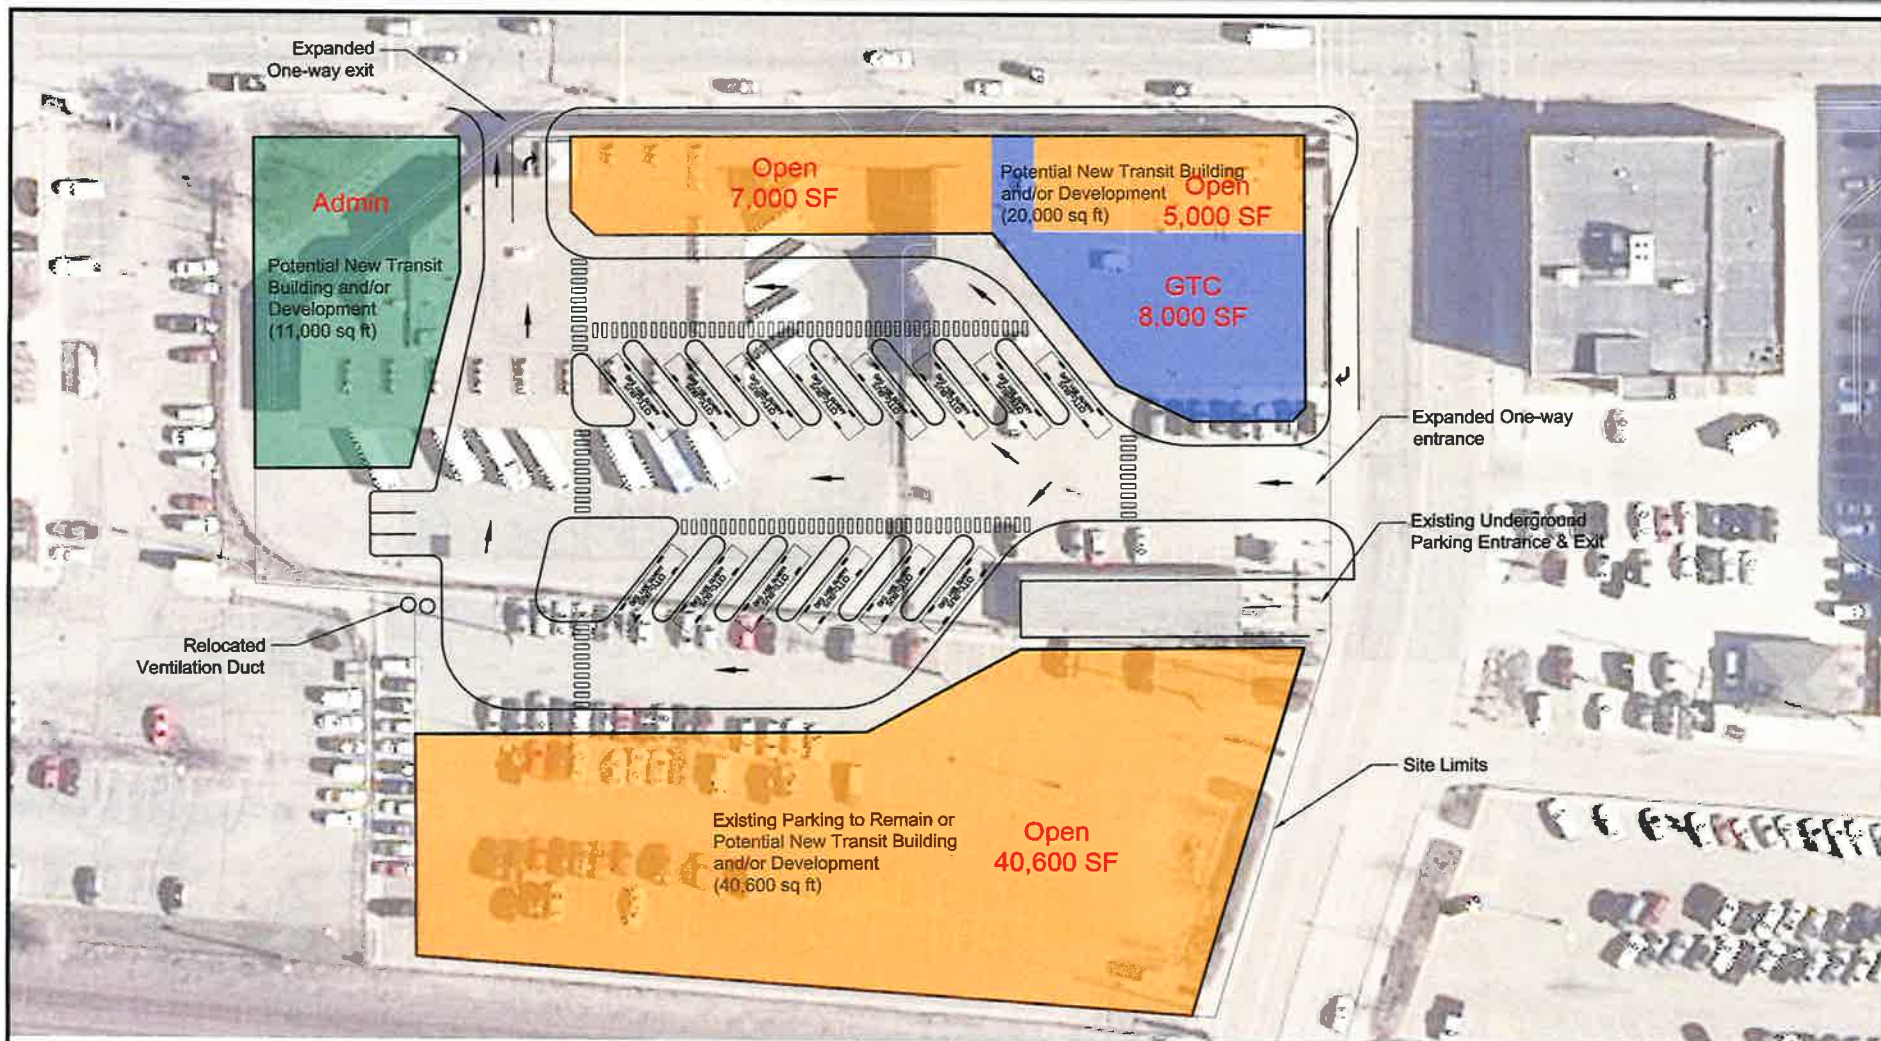 Expanded
One-way exit
Admin
Potential New Transit
Building and/or
Development
(11,000 sq ft)
Open
7,000 SF
Potential New Transit Building
and/or Development
(20,000 sq ft)
Open
5,000 SF
GTC
8,000 SF
Expanded One-way
entrance
Existing Underground
Parking Entrance & Exit
Relocated
Ventilation Duct
Site Limits
Existing Parking to Remain or
Potential New Transit Building
and/or Development
(40,600 sq ft)
Open
40,600 SF